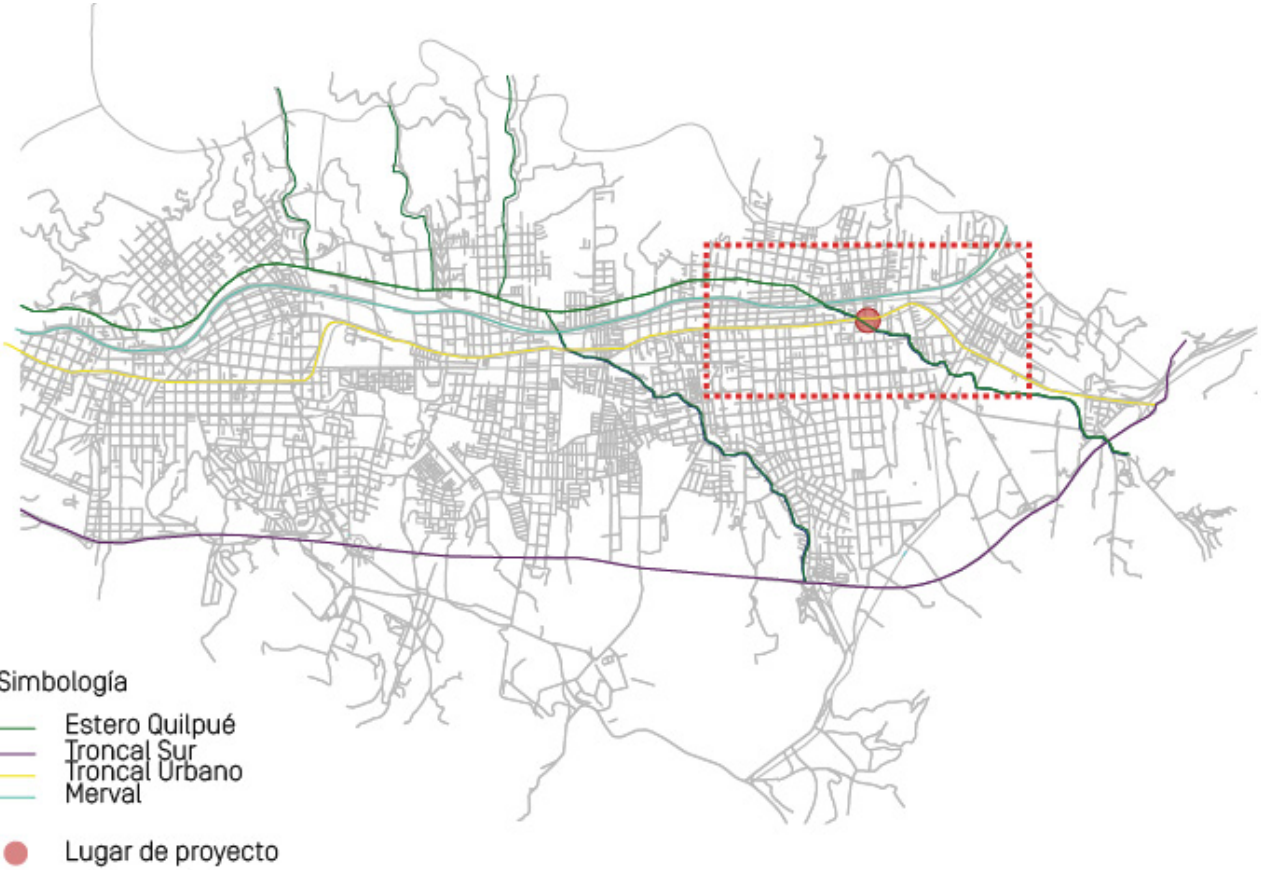 Simbología
Estero Quilpué
Troncal Sur
Troncal Urbano
Merval
Lugar de proyecto